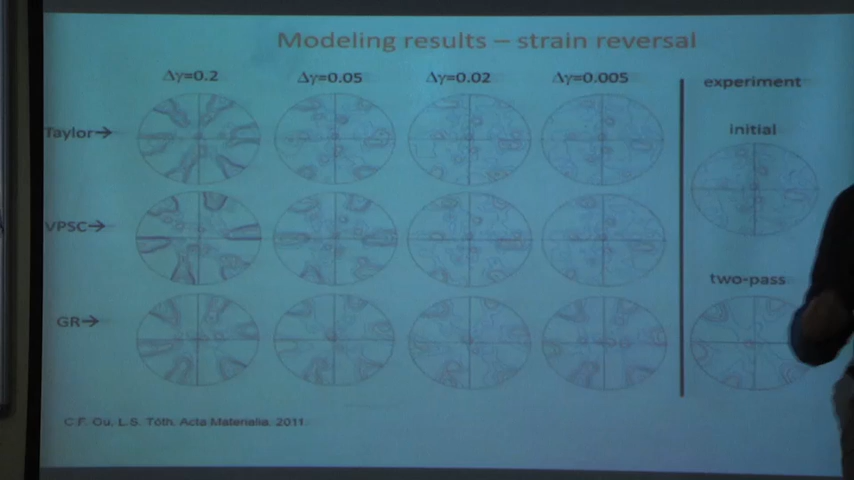 Modeling results – strain reversal
Δγ=0.2 Δγ=0.05 Δγ=0.02 Δγ=0.005 experiment
initial
Taylor→
VPSC→
two-pass
GR→
C.F. Gu, L.S. Tóth. Acta Materialia. 2011.